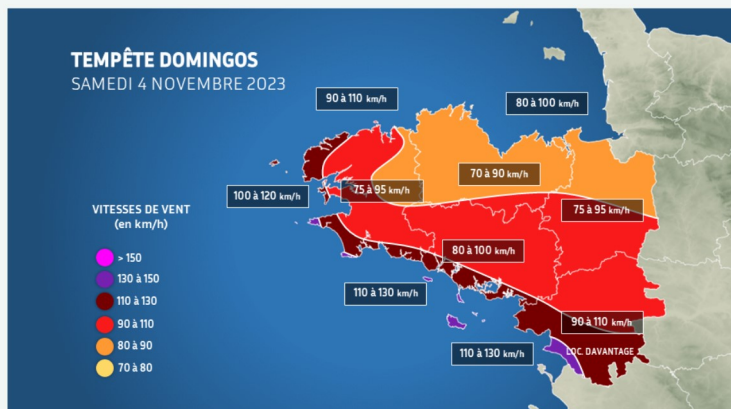 TEMPÊTE DOMINGOS
SAMEDI 4 NOVEMBRE 2023
90 à 110 km/h
80 à 100 km/h
70 à 90 km/h
100 à 120 km/h
75 à 95 km/h
75 à 95 km/h
VITESSES DE VENT
(en km/h)
> 150
130 à 150
110 à 130
90 à 110
80 à 90
70 à 80
80 à 100 km/h
110 à 130 km/h
90 à 110 km/h
110 à 130 km/h
LOC. DAVANTAGE